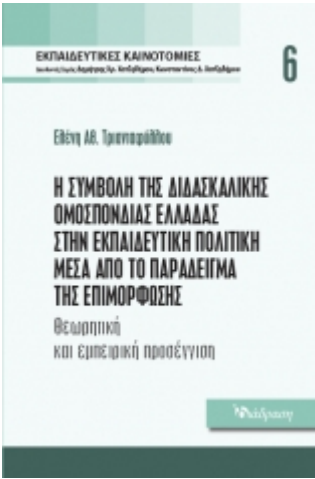 ΕΚΠΑΙΔΕΥΤΙΚΕΣ ΚΑΙΝΟΤΟΜΙΕΣ
6
Ελένη Αθ. Τριανταφύλλου
Η ΣΥΜΒΟΛΗ ΤΗΣ ΔΙΔΑΣΚΑΛΙΚΗΣ
ΟΜΟΣΠΟΝΔΙΑΣ ΕΛΛΑΔΑΣ
ΣΤΗΝ ΕΚΠΑΙΔΕΥΤΙΚΗ ΠΟΛΙΤΙΚΗ
ΜΕΣΑ ΑΠΟ ΤΟ ΠΑΡΑΔΕΙΓΜΑ
ΤΗΣ ΕΠΙΜΟΡΦΩΣΗΣ
Θεωρητική
και εμπειρική προσέγγιση
Διάδραση